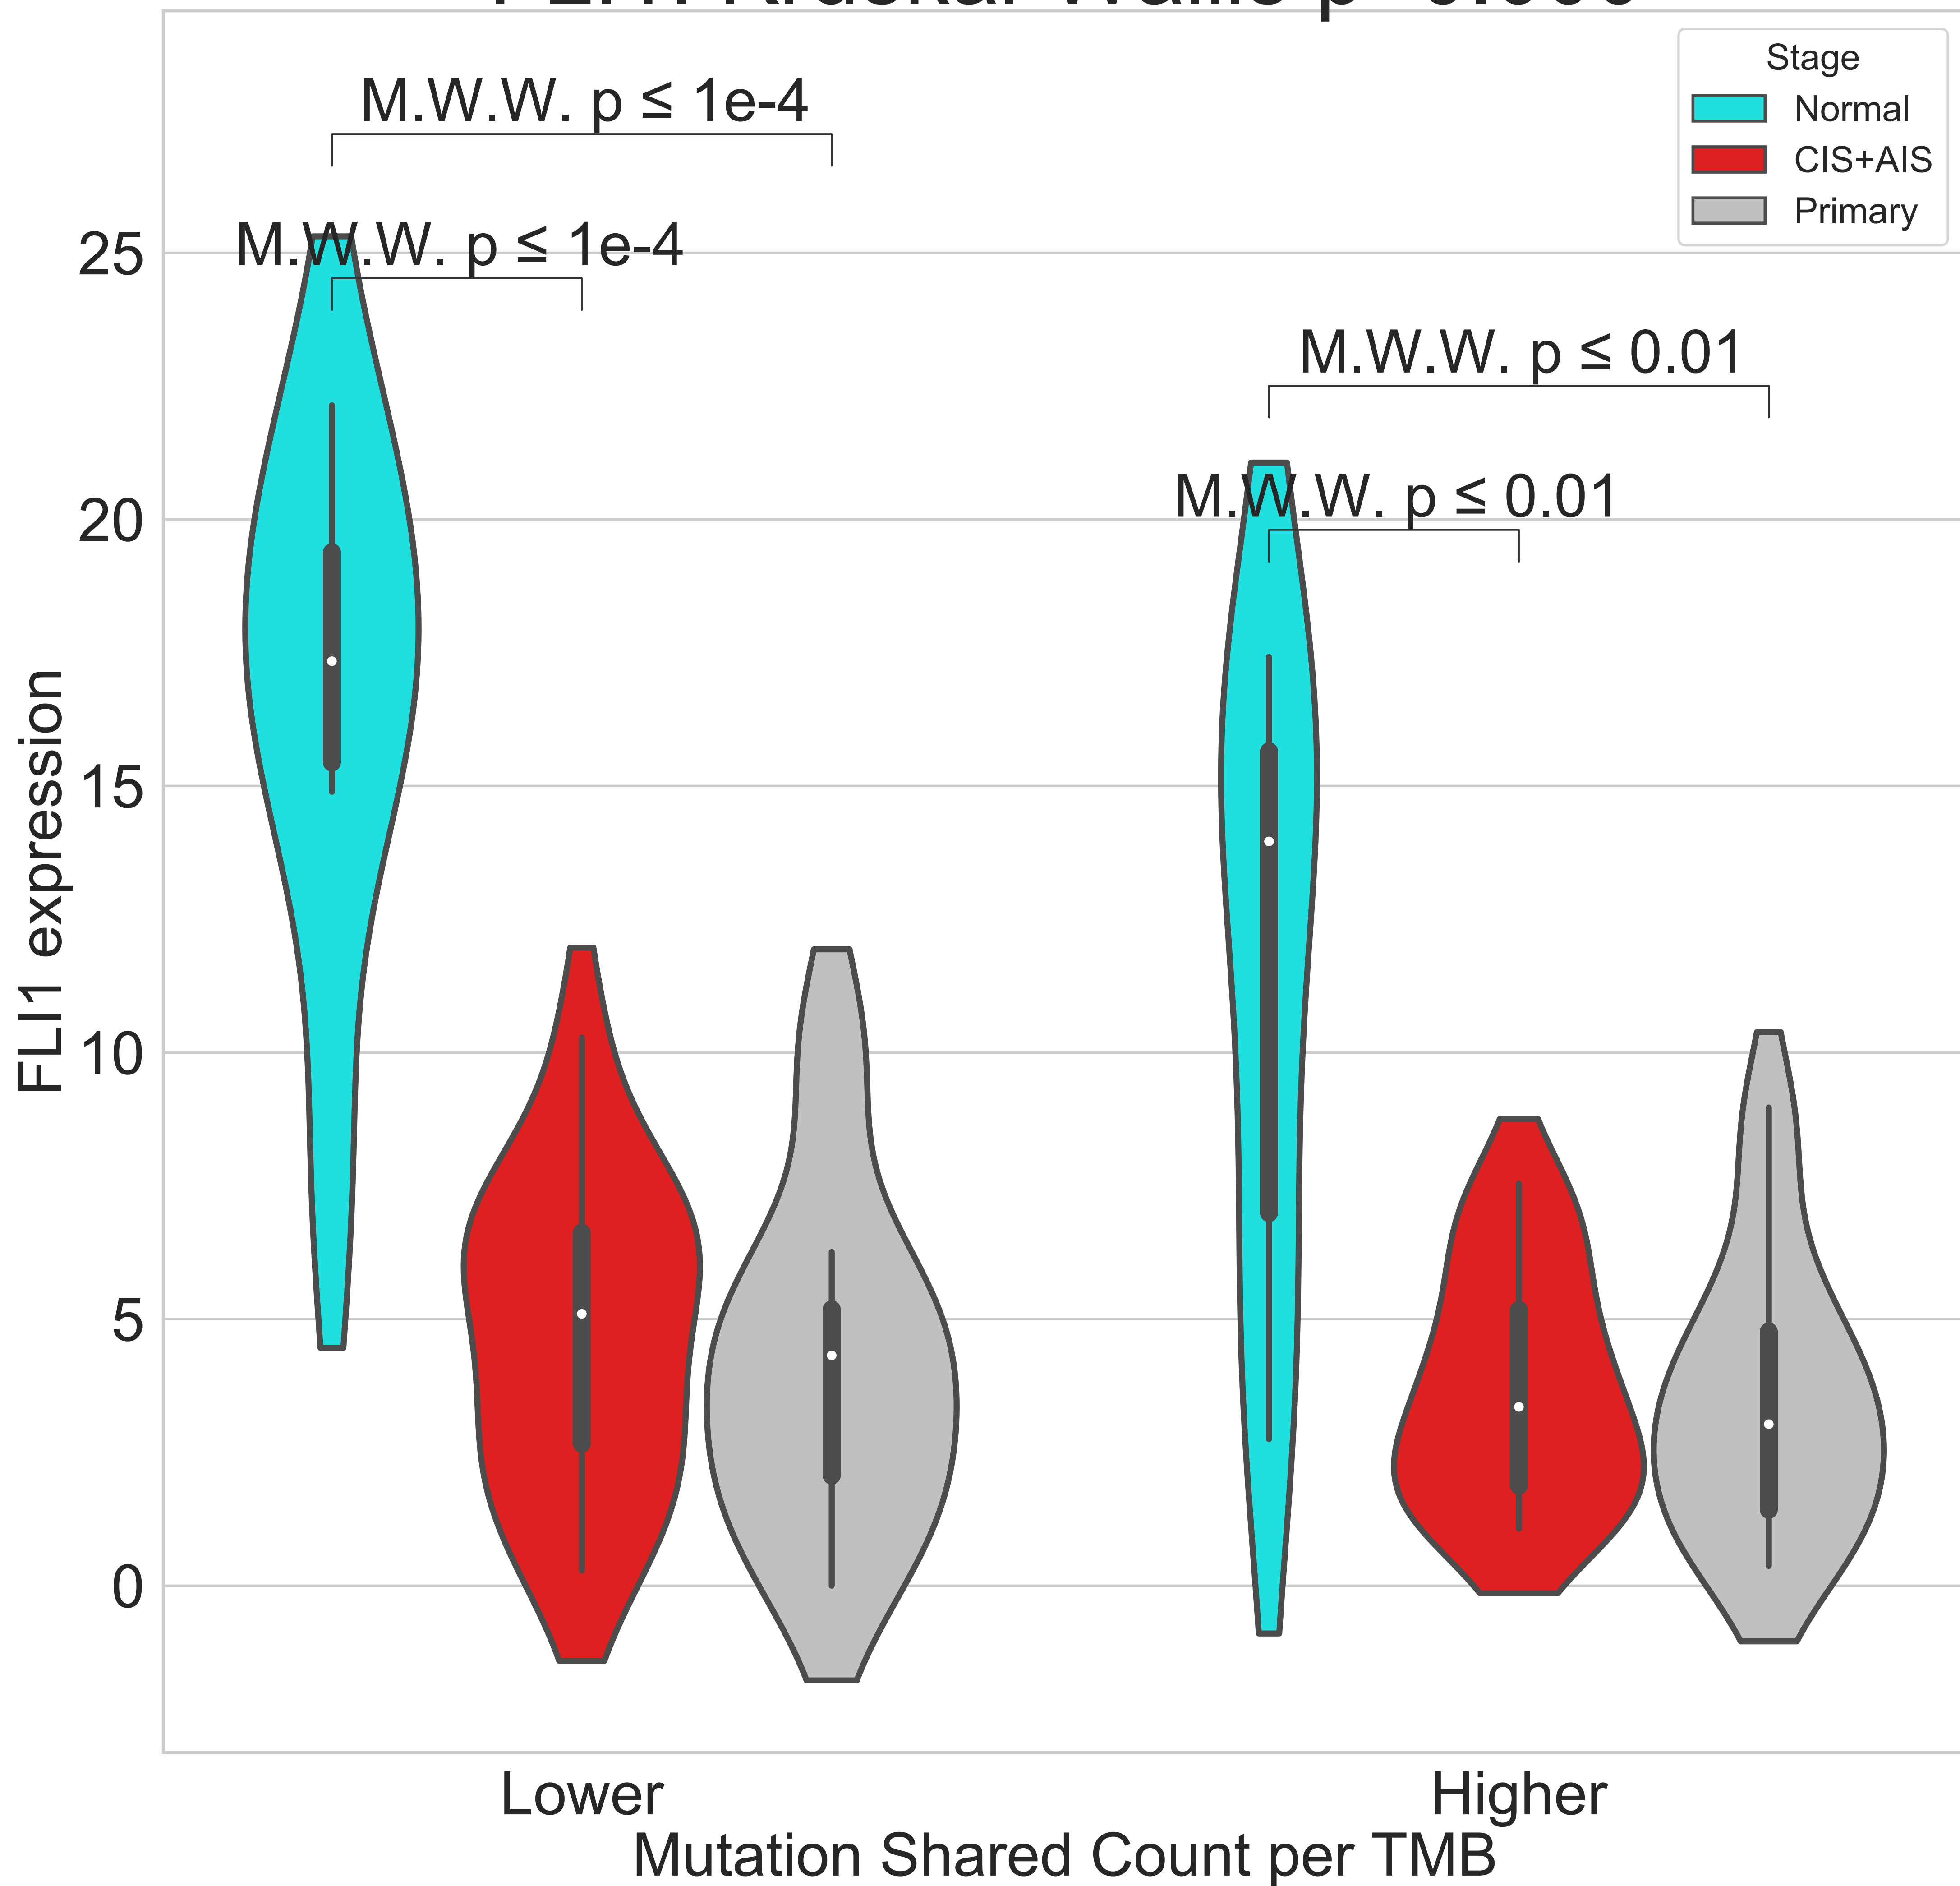 Stage
Normal
CIS+AIS
Primary
M.W.W. p ≤ 1e-4
M.W.W. p ≤ 1e-4
M.W.W. p ≤ 0.01
M.W.W. p ≤ 0.01
25
20
15
10
5
0
FLI1 expression
Lower
Higher
Mutation Shared Count per TMB